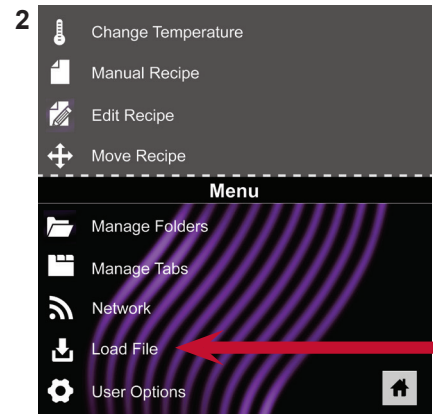 2
Change Temperature
Manual Recipe
Edit Recipe
Move Recipe
Menu
Manage Folders
Manage Tabs
Network
Load File
User Options